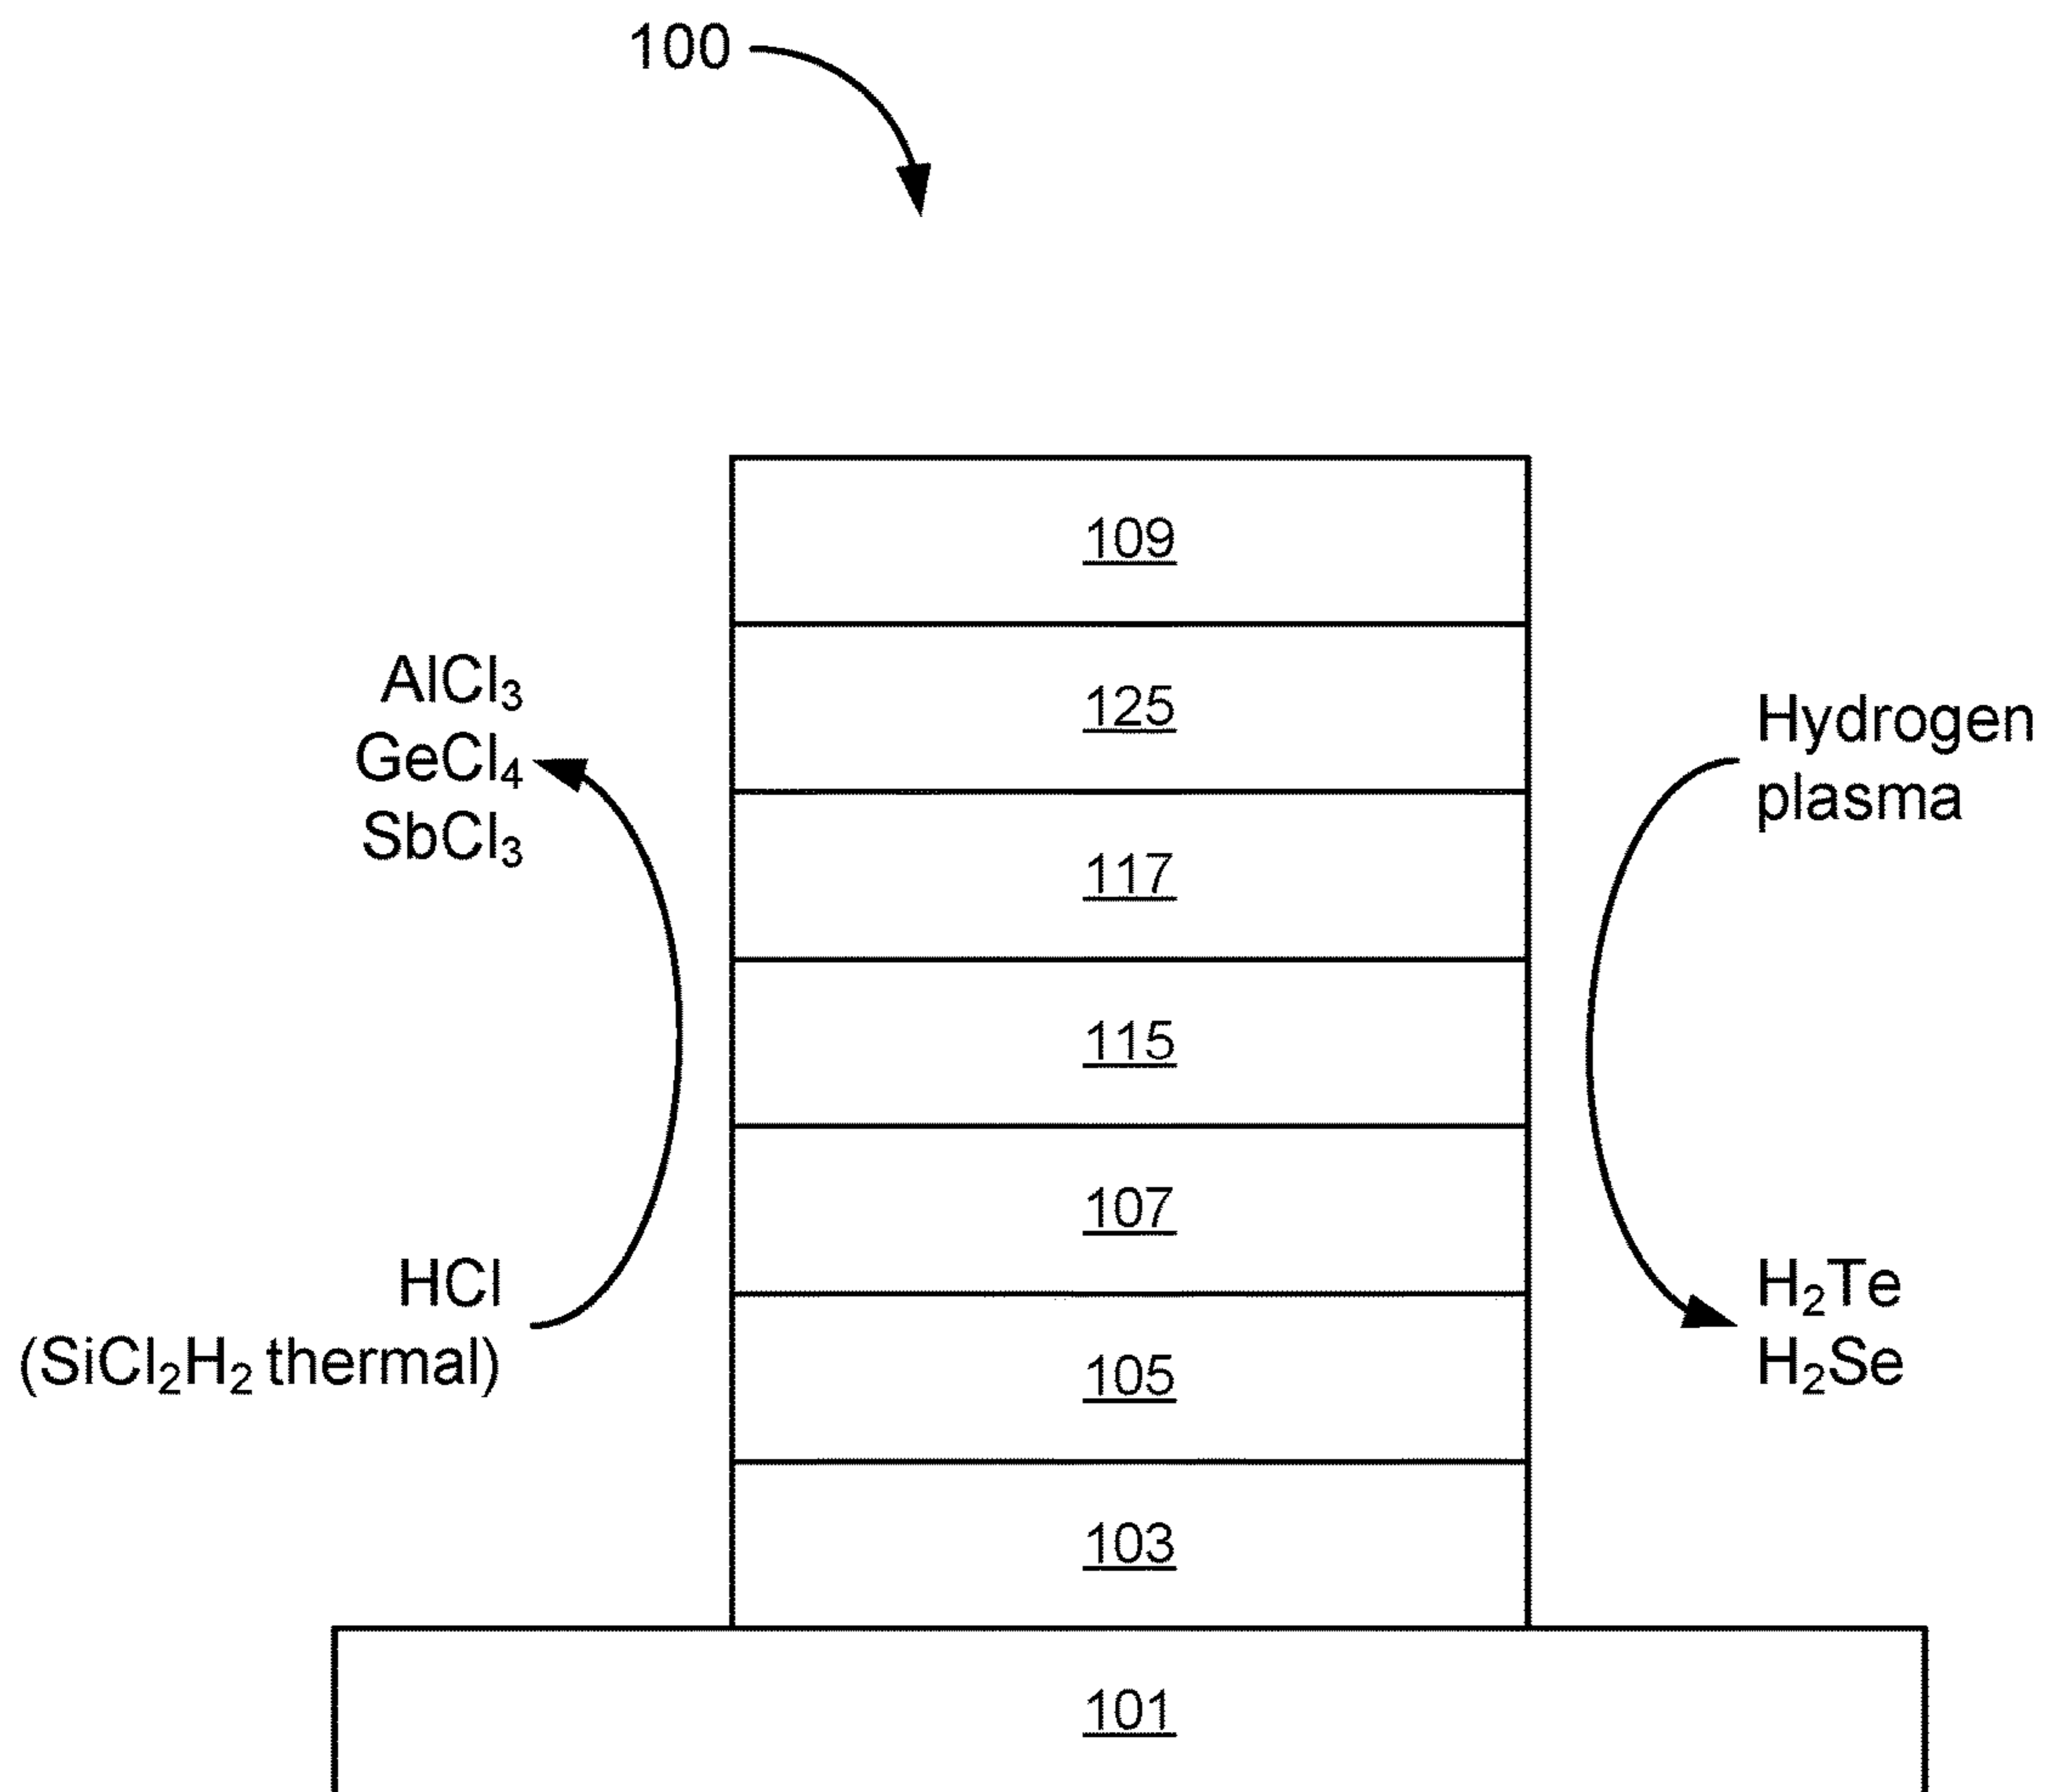 100
109
AlCl₃
GeCl₄
SbCl₃
125
Hydrogen
plasma
117
115
107
HCl
(SiCl₂H₂ thermal)
105
H₂Te
H₂Se
103
101